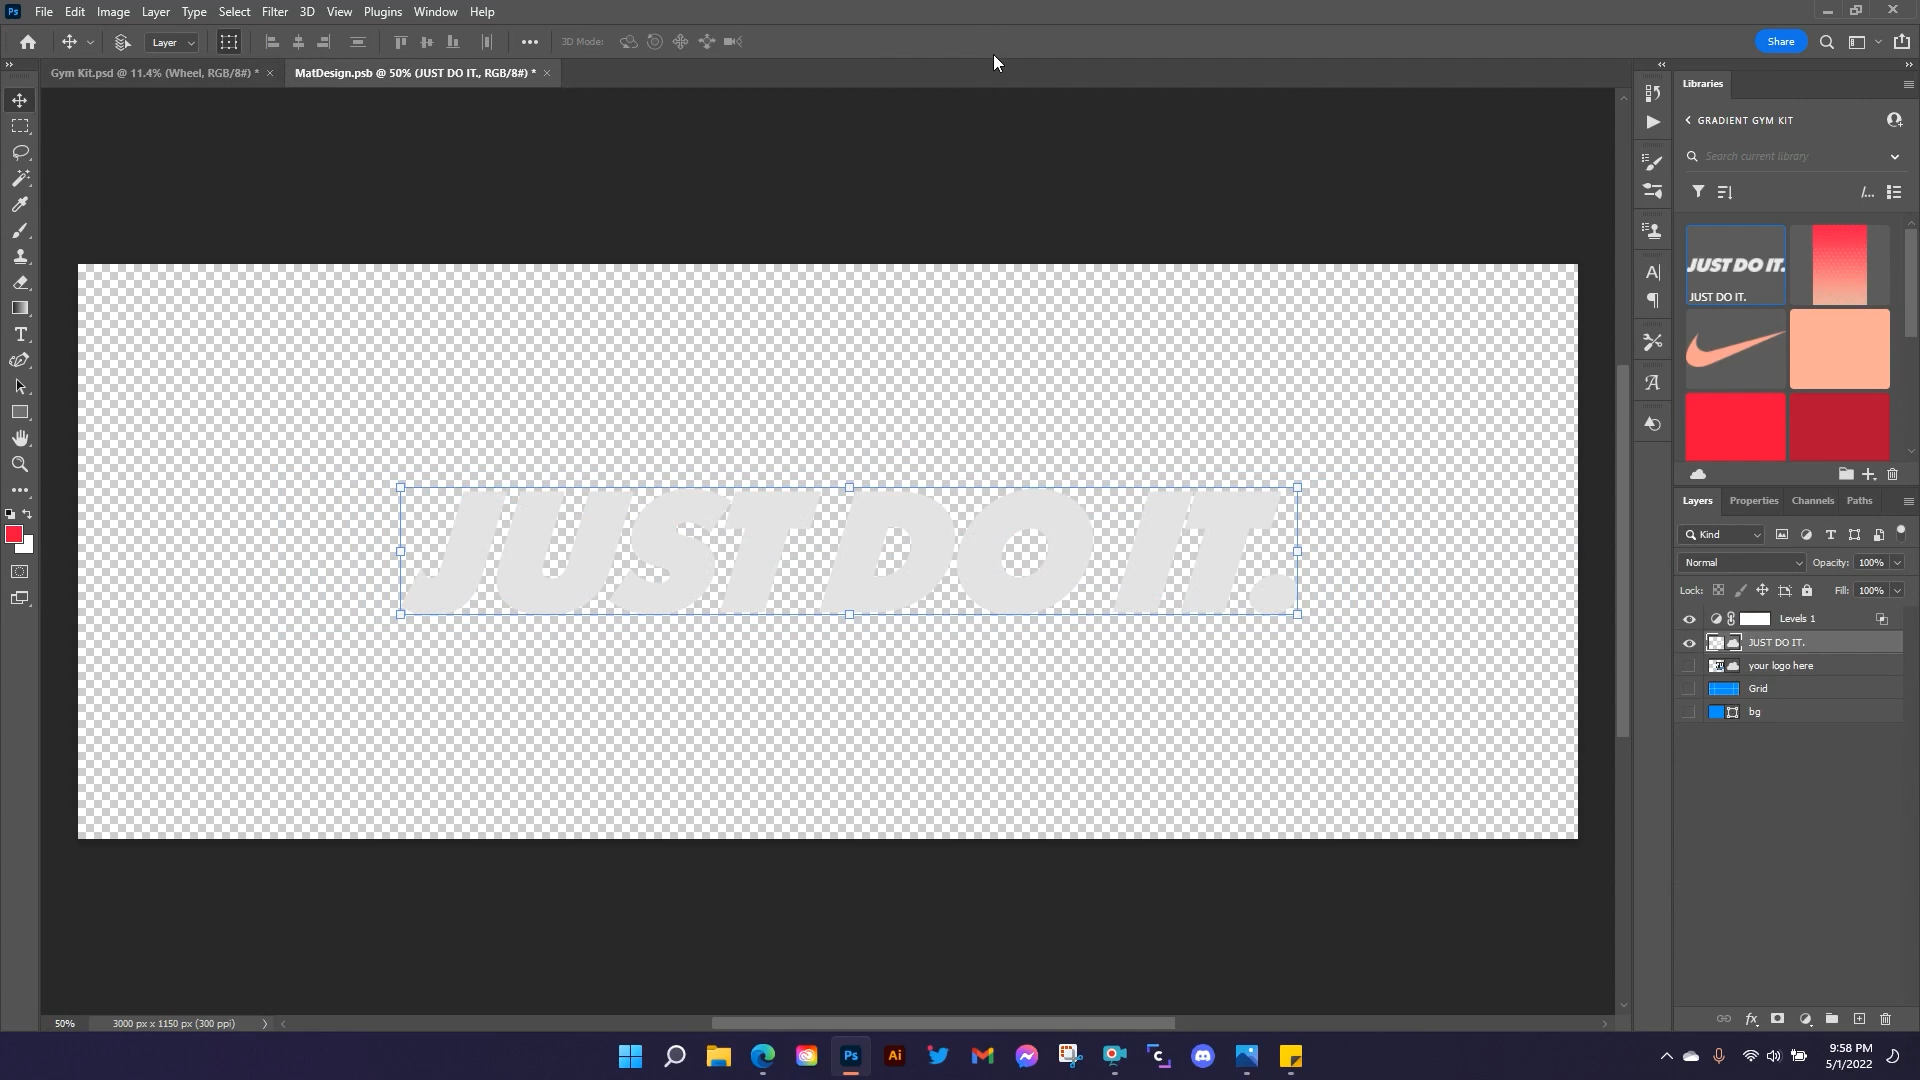 Ps File Edit Image Layer Type Select Filter 3D View Plugins Window Help
Layer 3D Mode: Share
Gym Kit.psd @ 11.4% (Wheel, RGB/8#) * MatDesign.psb @ 50% (JUST DO IT., RGB/8#) *
Libraries
GRADIENT GYM KIT
Search current library
JUST DO IT.
JUST DO IT.
JUST DO IT.
Layers Properties Channels Paths
Kind
Normal Opacity: 100%
Lock: Fill: 100%
Levels 1
JUST DO IT.
your logo here
Grid
bg
50% 3000 px x 1150 px (300 ppi)
Ps Ai
9:58 PM
5/1/2022